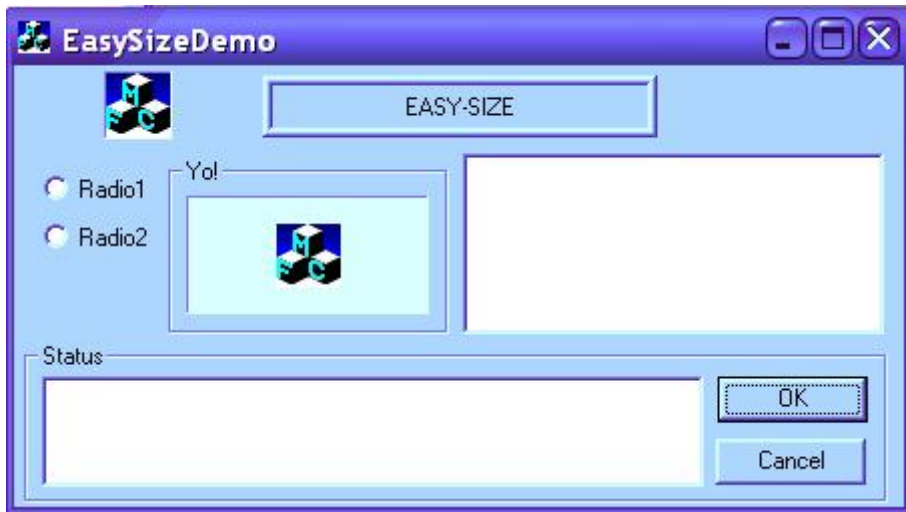 EasySizeDemo
M
F C
EASY-SIZE
Radio1
Yo!
Radio2
M
F C
Status
OK
Cancel